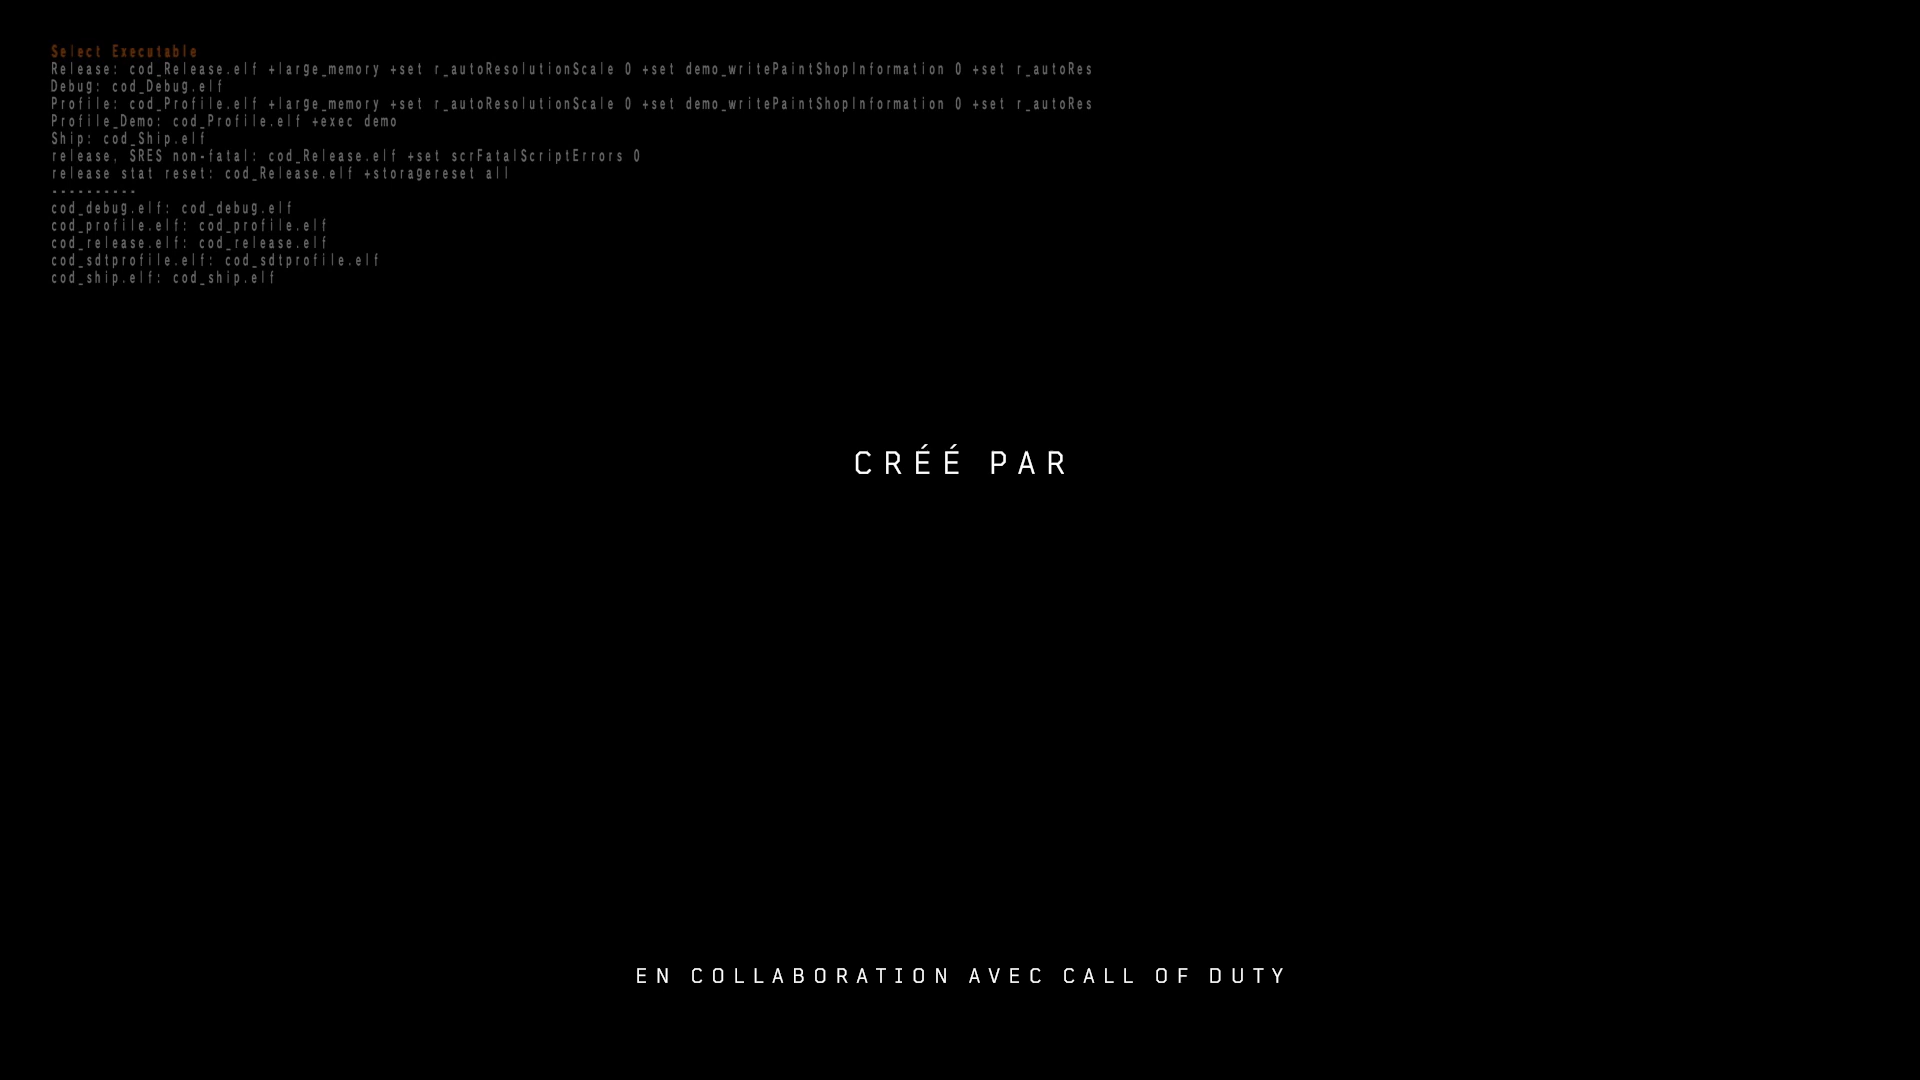 Select Executable
Release: cod_Release.elf +large_memory +set r_autoResolutionScale 0 +set demo_writePaintShopInformation 0 +set r_autoRes
Debug: cod_Debug.elf
Profile: cod_Profile.elf +large_memory +set r_autoResolutionScale 0 +set demo_writePaintShopInformation 0 +set r_autoRes
Profile_Demo: cod_Profile.elf +exec demo
Ship: cod_Ship.elf
release, SRES non-fatal: cod_Release.elf +set scrFatalScriptErrors 0
release stat reset: cod_Release.elf +storagereset all
----------
cod_debug.elf: cod_debug.elf
cod_profile.elf: cod_profile.elf
cod_release.elf: cod_release.elf
cod_sdtprofile.elf: cod_sdtprofile.elf
cod_ship.elf: cod_ship.elf
CRÉÉ PAR
EN COLLABORATION AVEC CALL OF DUTY